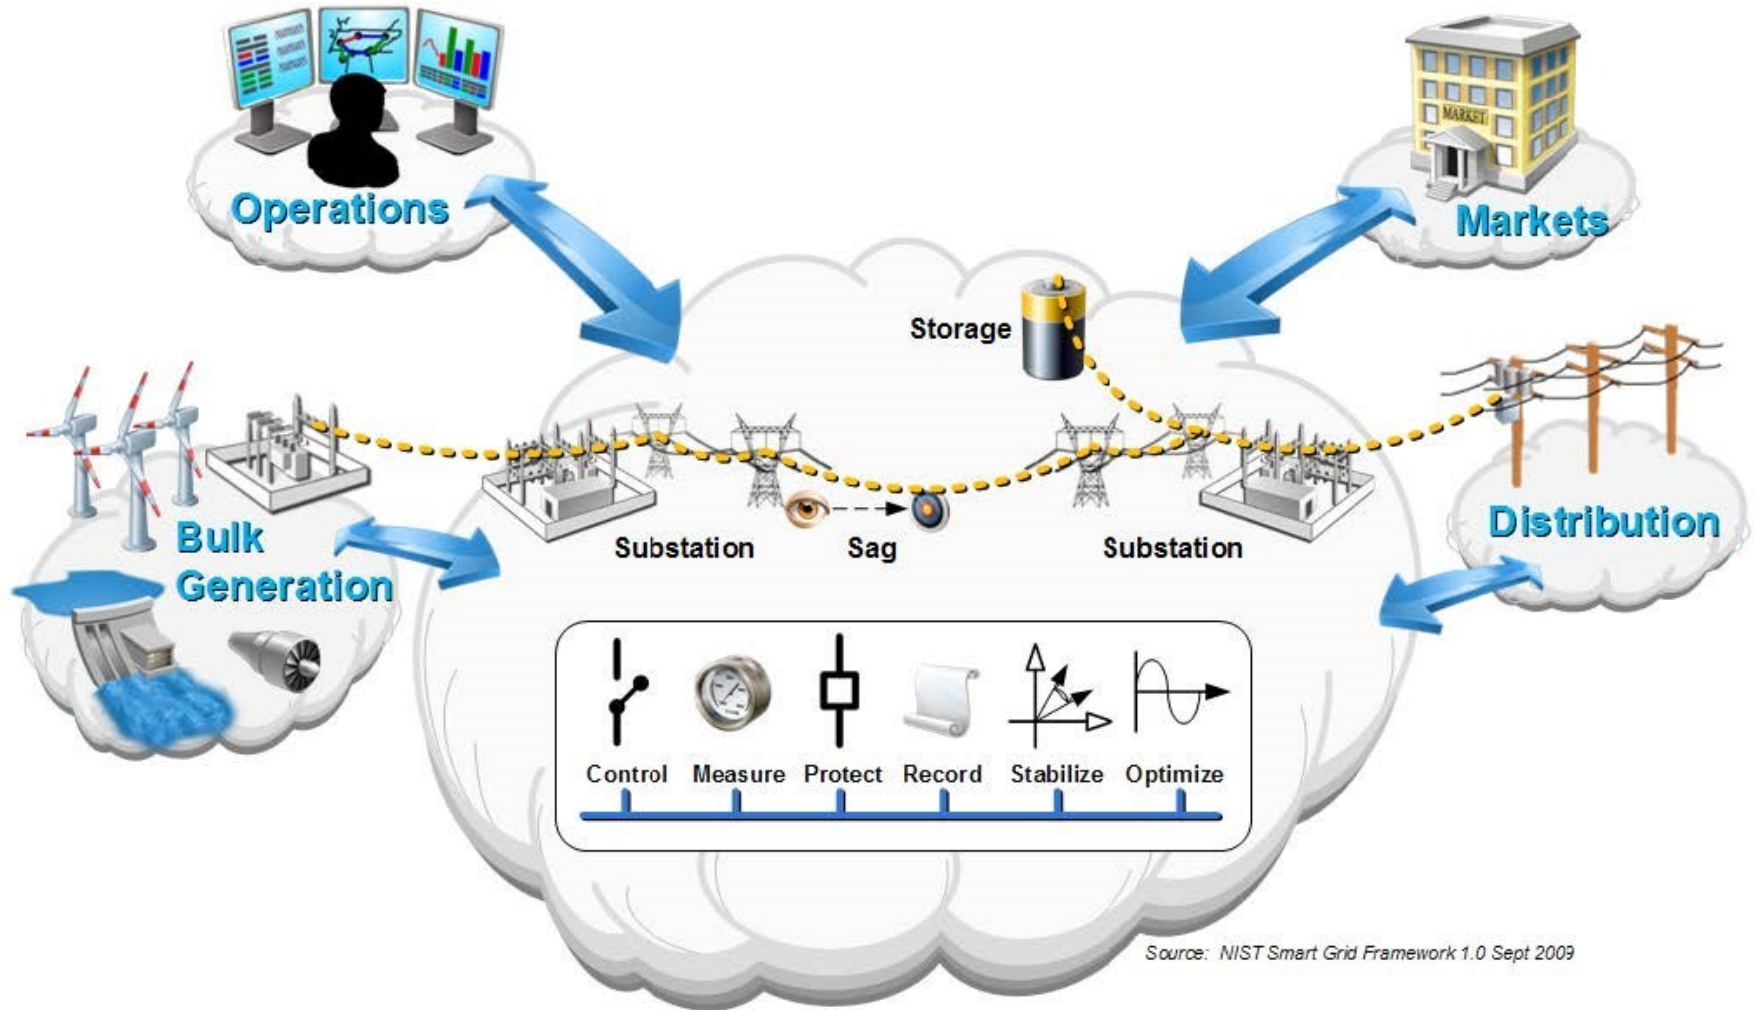 MARKET
Operations
Markets
Storage
Bulk
Generation
Substation
Sag
Substation
Distribution
Control
Measure
Protect
Record
Stabilize
Optimize
Source: NIST Smart Grid Framework 1.0 Sept 2009